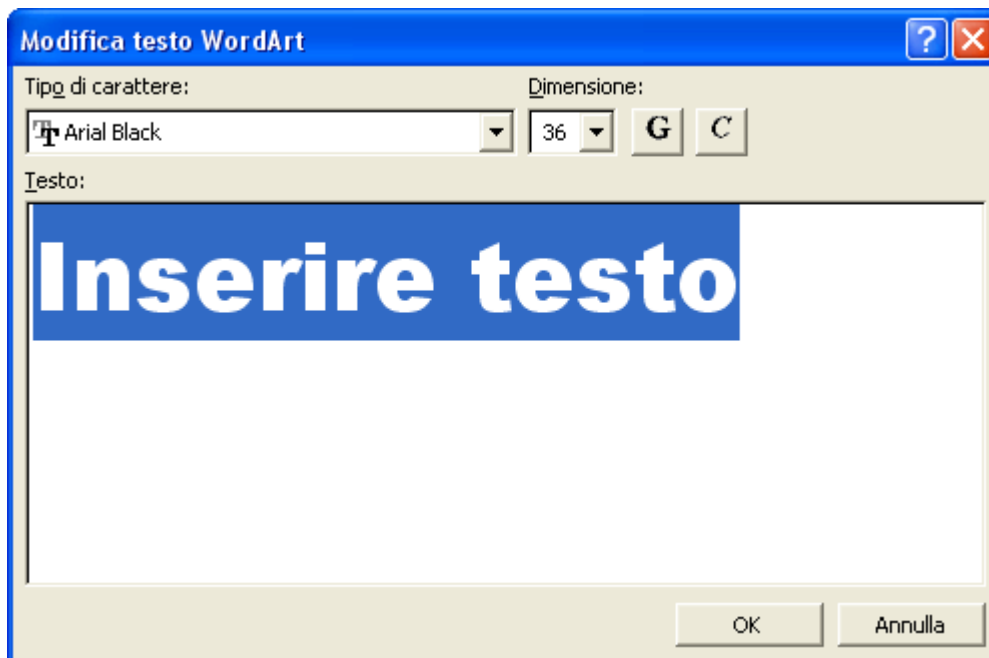 Modifica testo WordArt
Tipo di carattere: Dimensione:
Arial Black 36 G C
Testo:
Inserire testo
OK Annulla